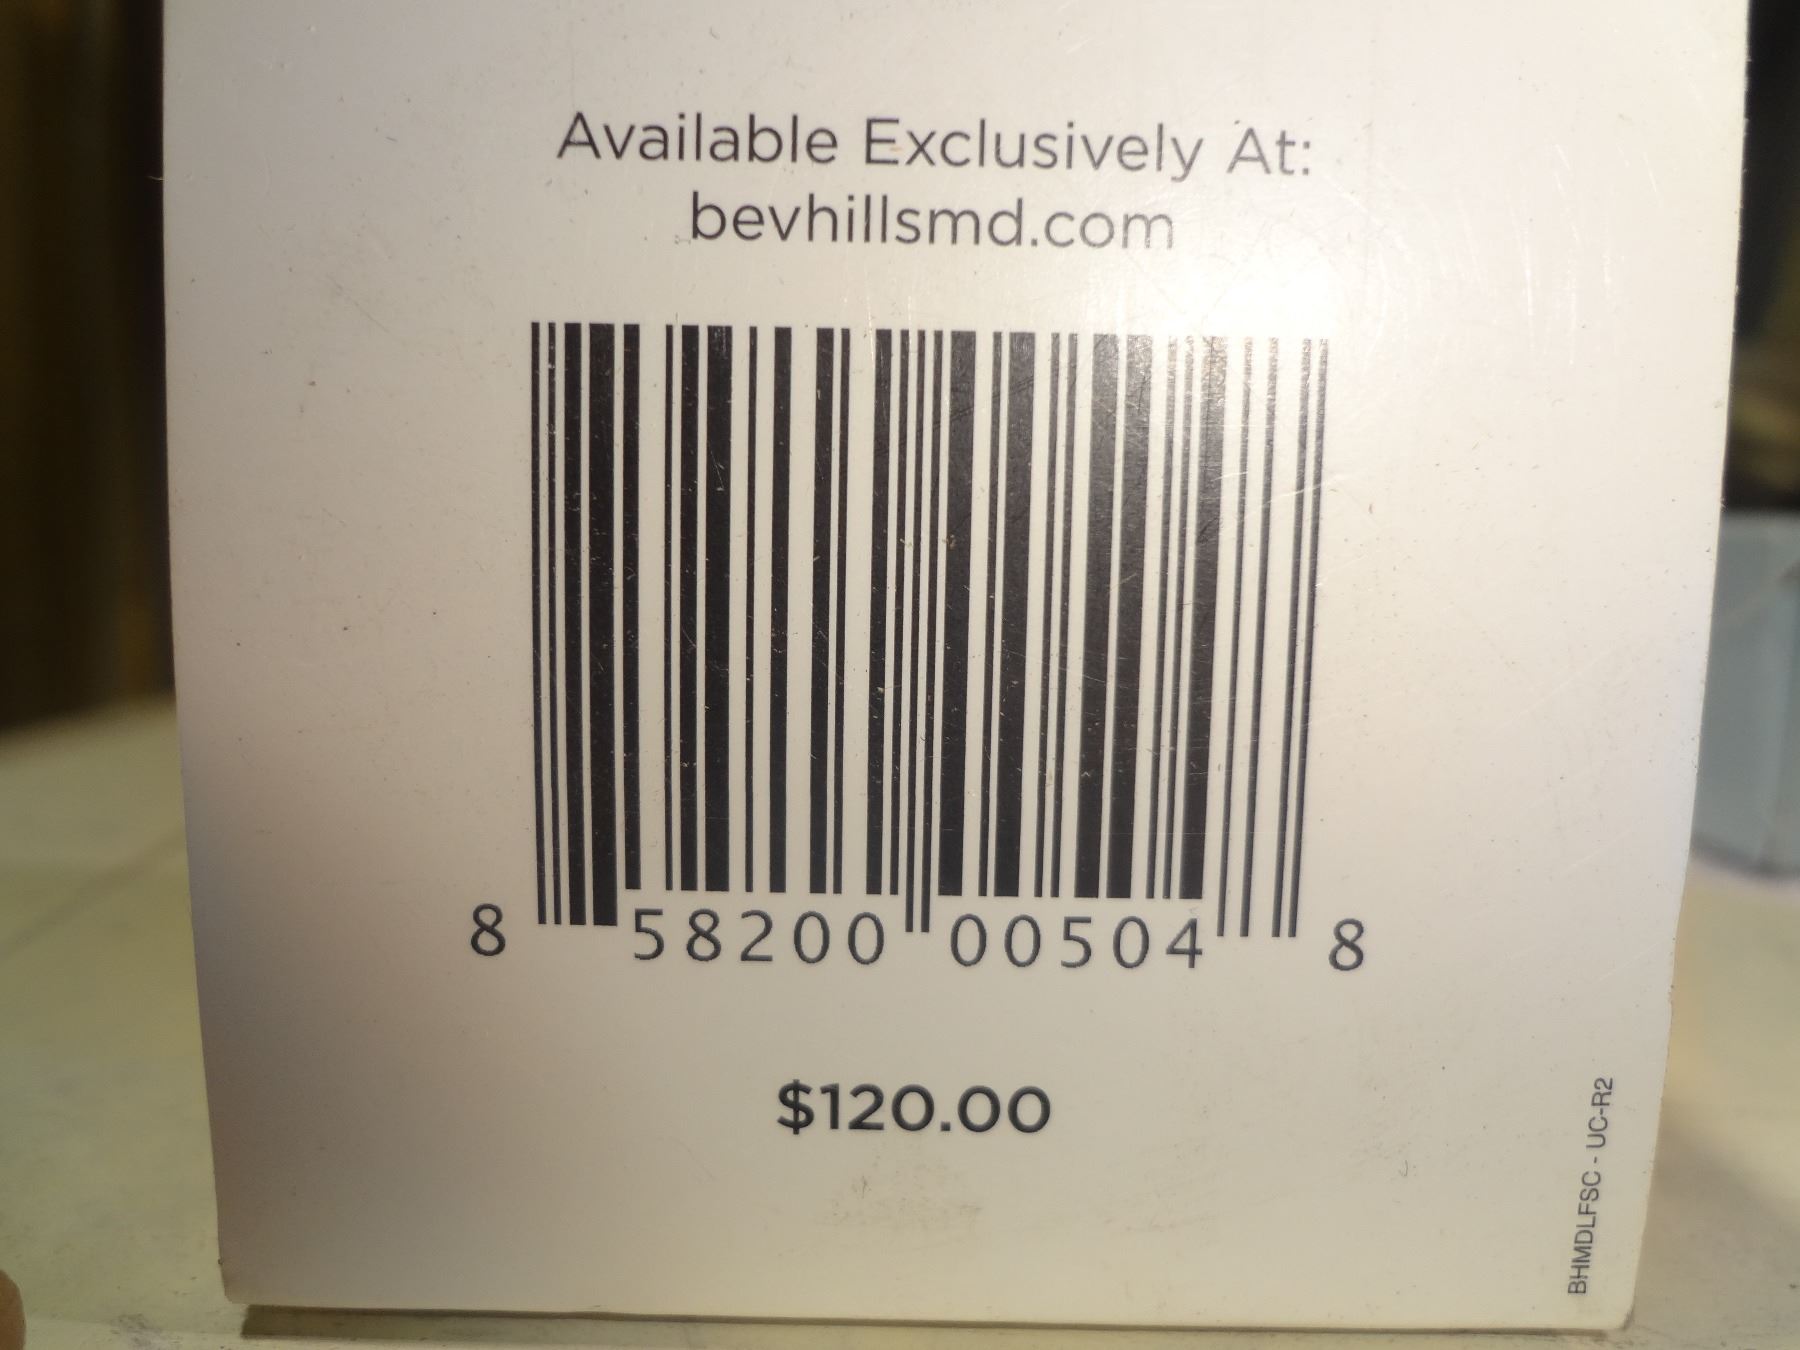 Available Exclusively At:
bevhillsmd.com
8 58200 00504 8
$120.00
BHMDLFSC - UC-R2